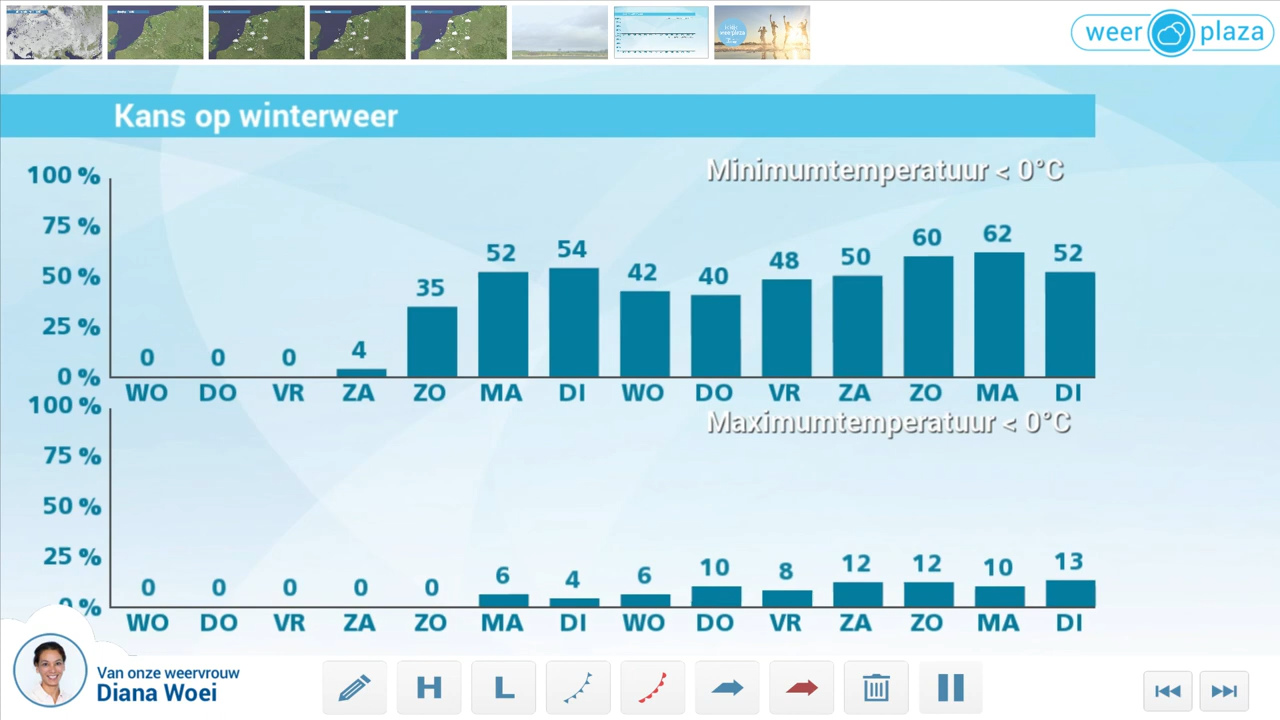 weer plaza
Kans op winterweer
Minimumtemperatuur < 0°C
100 %
75 %
50 %
25 %
0 %
0 0 0 4 35 52 54 42 40 48 50 60 62 52
WO DO VR ZA ZO MA DI WO DO VR ZA ZO MA DI
Maximumtemperatuur < 0°C
100 %
75 %
50 %
25 %
0 %
0 0 0 0 0 6 4 6 10 8 12 12 10 13
WO DO VR ZA ZO MA DI WO DO VR ZA ZO MA DI
Van onze weervrouw
Diana Woei
H L